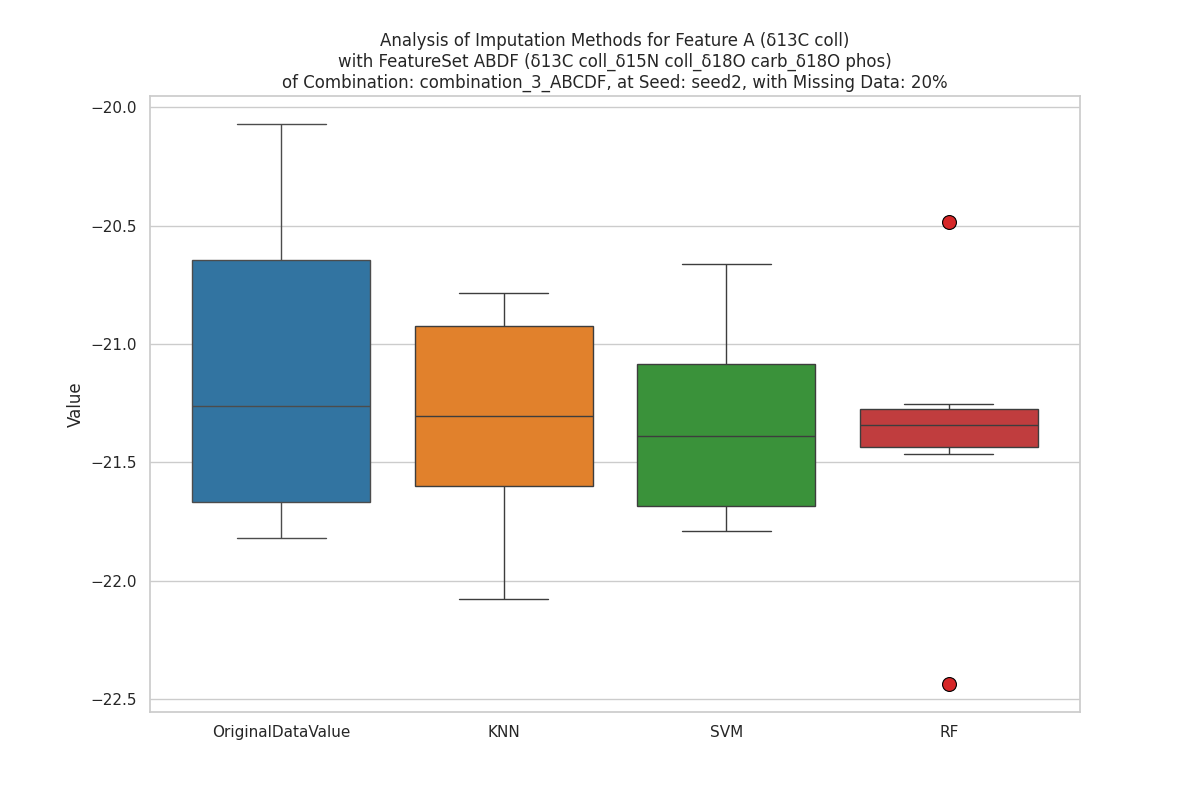 Analysis of Imputation Methods for Feature A (δ13C coll)
with FeatureSet ABDF (δ13C coll_δ15N coll_δ18O carb_δ18O phos)
of Combination: combination_3_ABCDF, at Seed: seed2, with Missing Data: 20%
−20.0
−20.5
−21.0
−21.5
−22.0
−22.5
Value
OriginalDataValue
KNN
SVM
RF